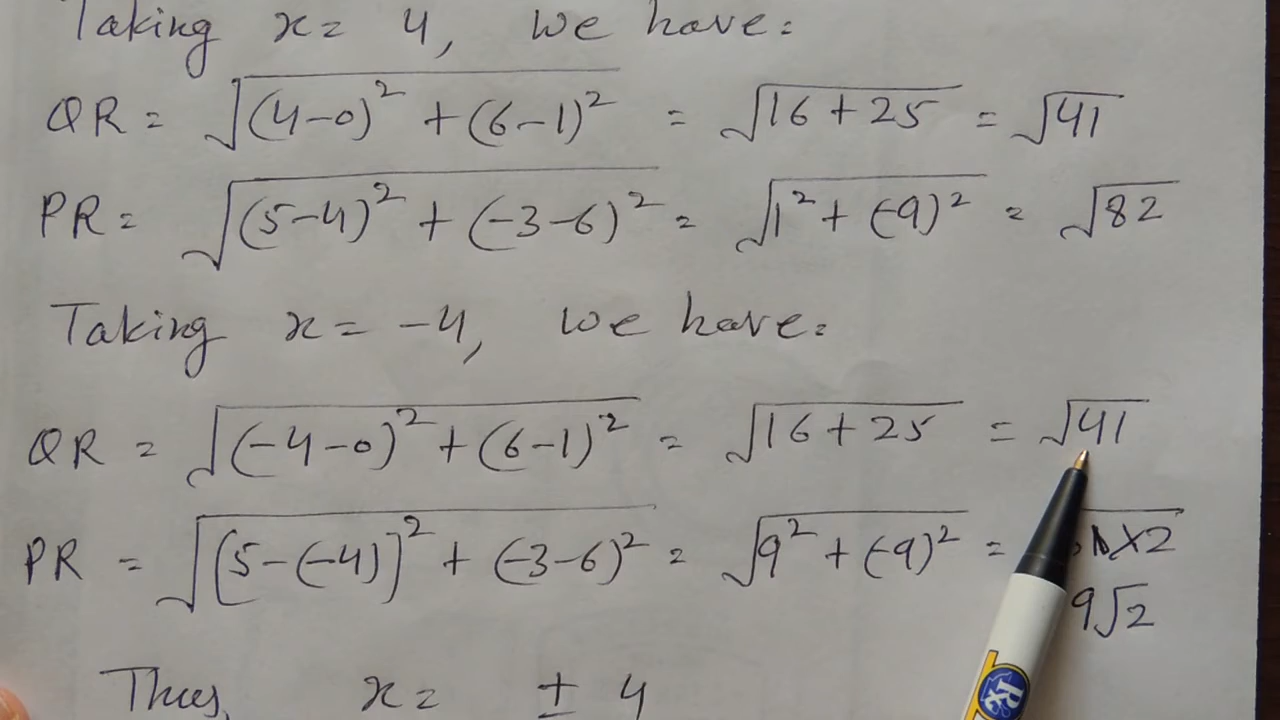 Taking x = 4, we have:
QR = √(4-0)² + (6-1)² = √16 + 25 = √41
PR = √(5-4)² + (-3-6)² = √1² + (-9)² = √82
Taking x = -4, we have:
QR = √(-4-0)² + (6-1)² = √16 + 25 = √41
PR = √[5-(-4)]² + (-3-6)² = √9² + (-9)² = ×2
9√2
Thus, x = ± 4